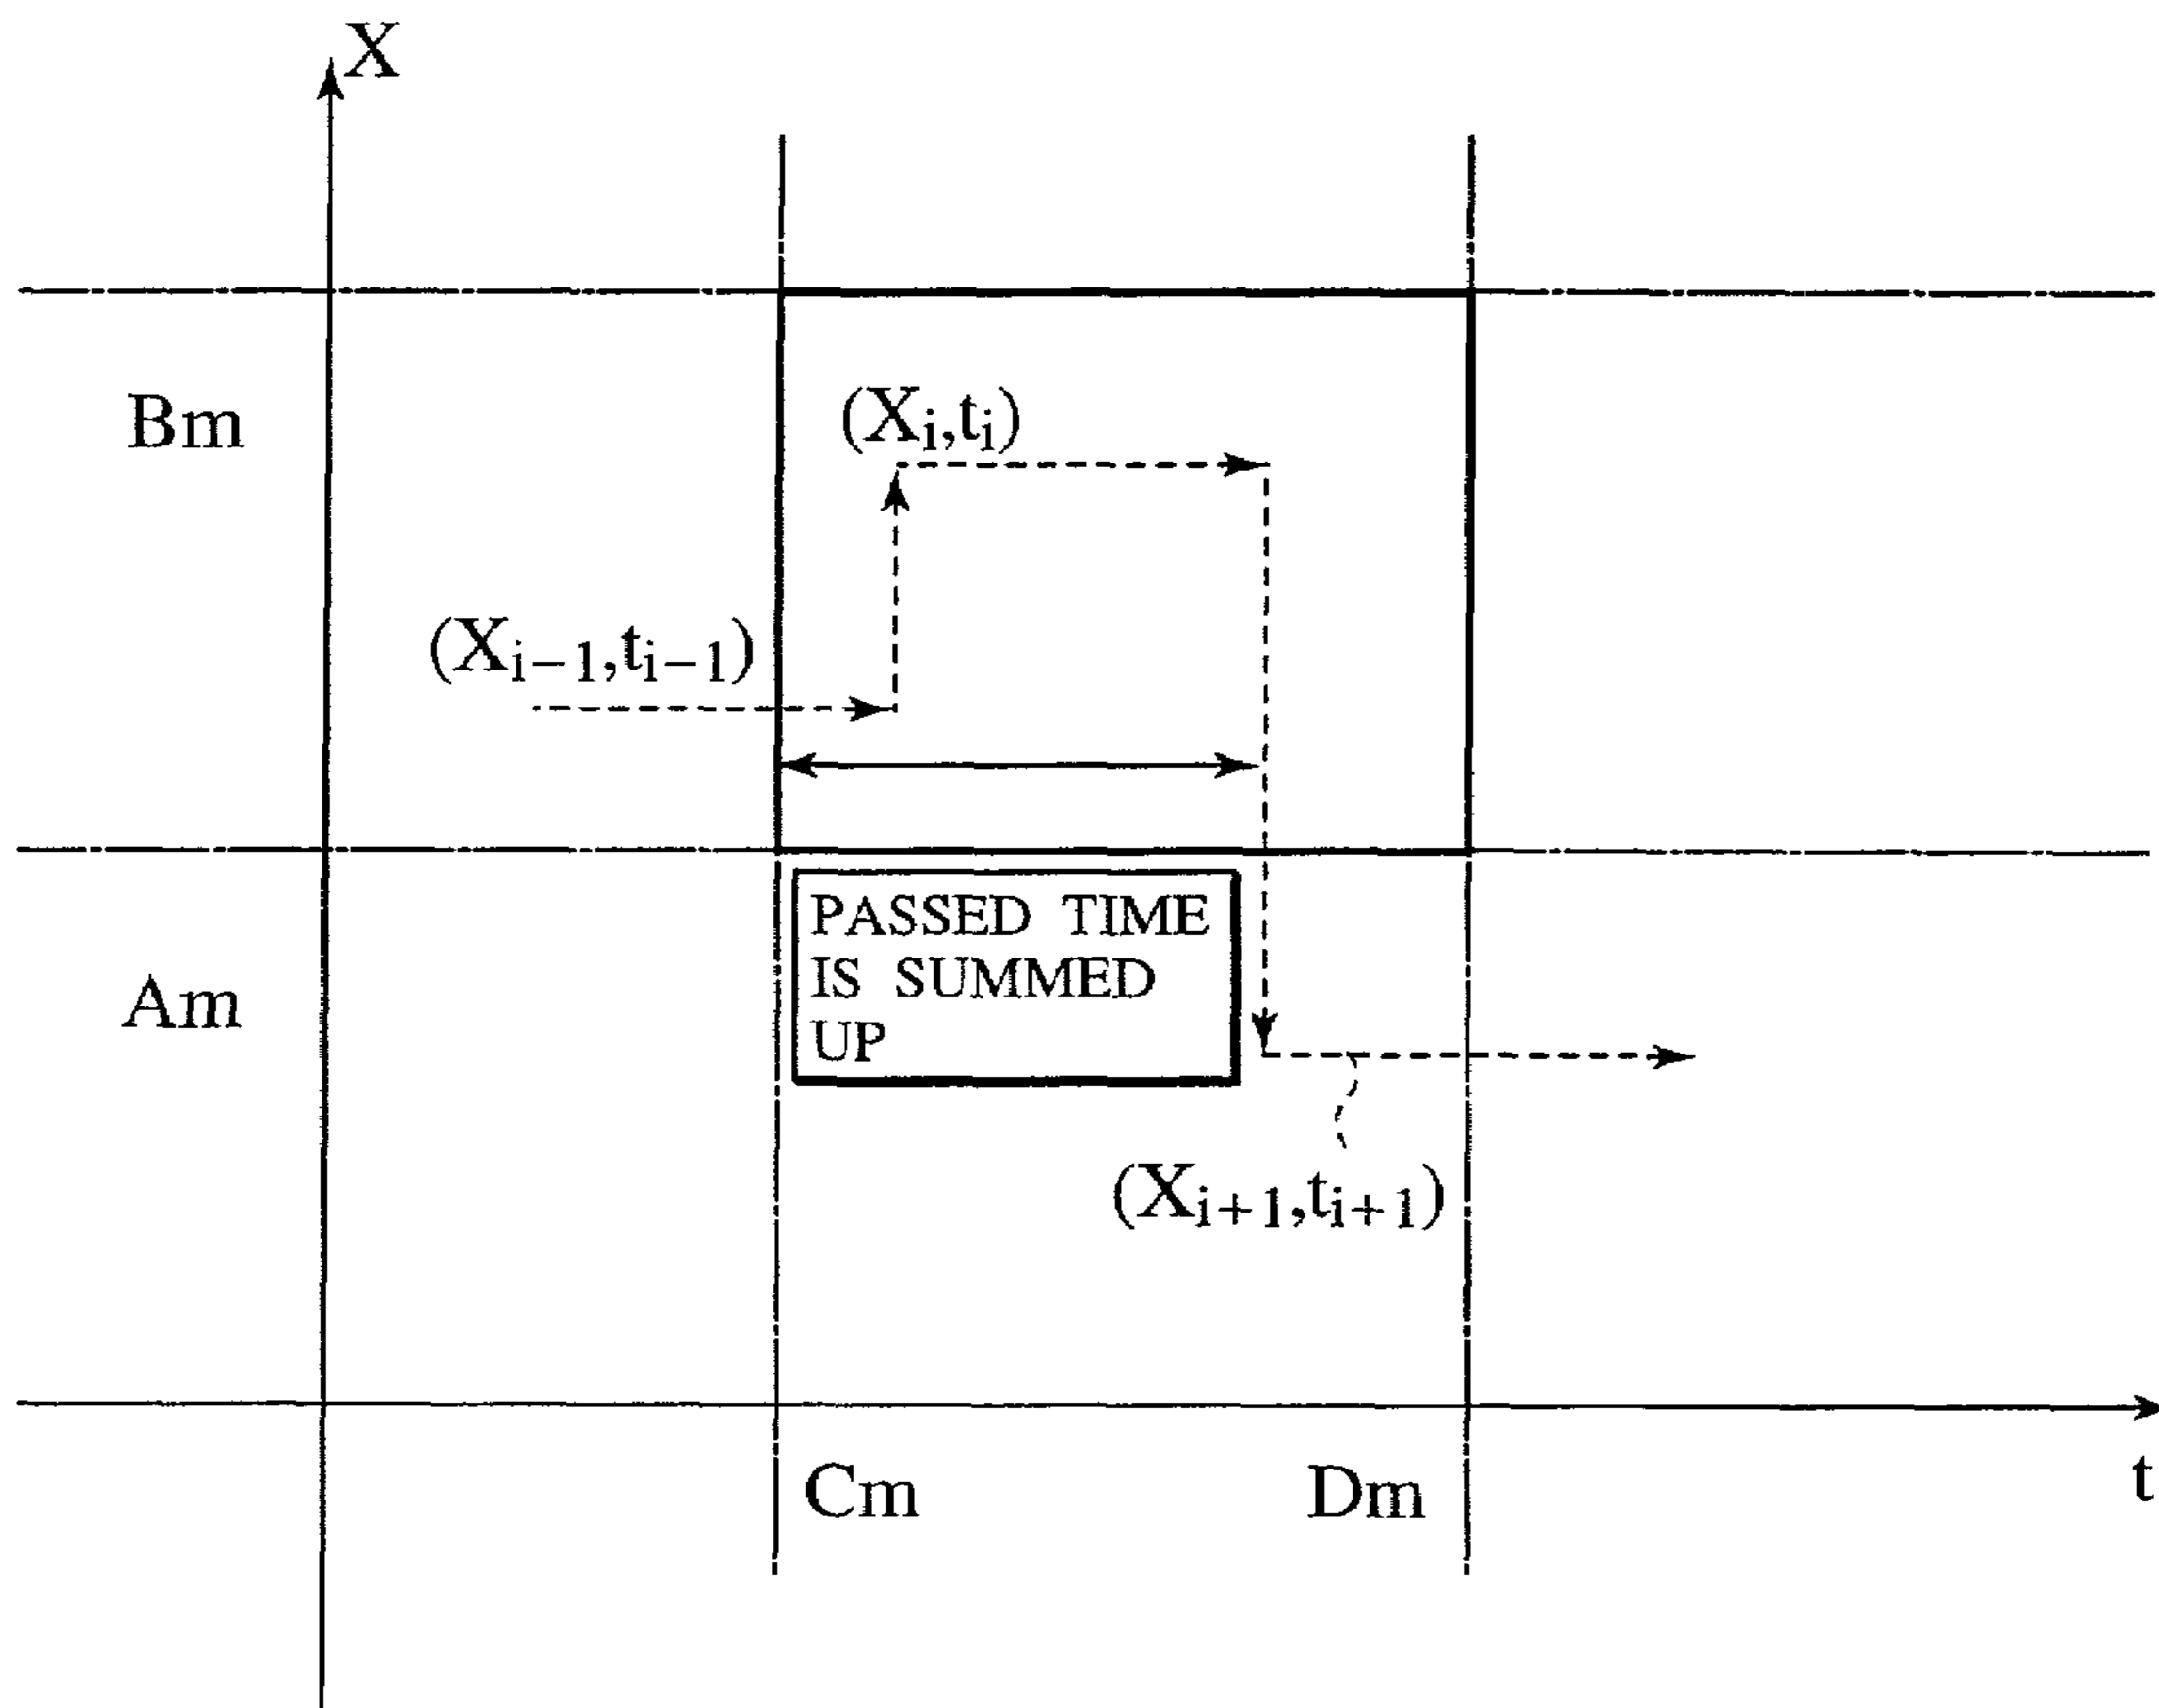 X
Bm
(Xi,ti)
(Xi−1,ti−1)
PASSED TIME
IS SUMMED
UP
Am
(Xi+1,ti+1)
Cm
Dm
t